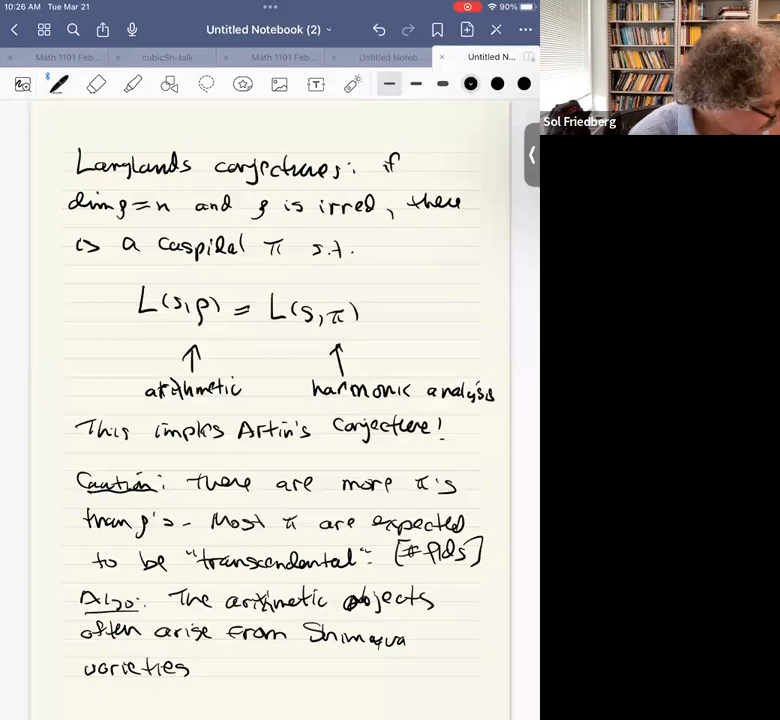 10:26 AM Tue Mar 21
90%
Untitled Notebook (2)
Math 1191 Feb...
cubicSh-talk
Math 1191 Feb...
Untitled Noteb...
Untitled N...
Sol Friedberg
Langlands conjectures: if
dim ρ = n and ρ is irred, there
is a cuspidal π s.t.
L(s, ρ) = L(s, π)
↑ ↑
arithmetic harmonic analysis
This implies Artin's Conjecture!
Caution: There are more π's
than ρ's - Most π are expected
to be "transcendental". [# flds]
Also: The arithmetic objects
often arise from Shimura
varieties